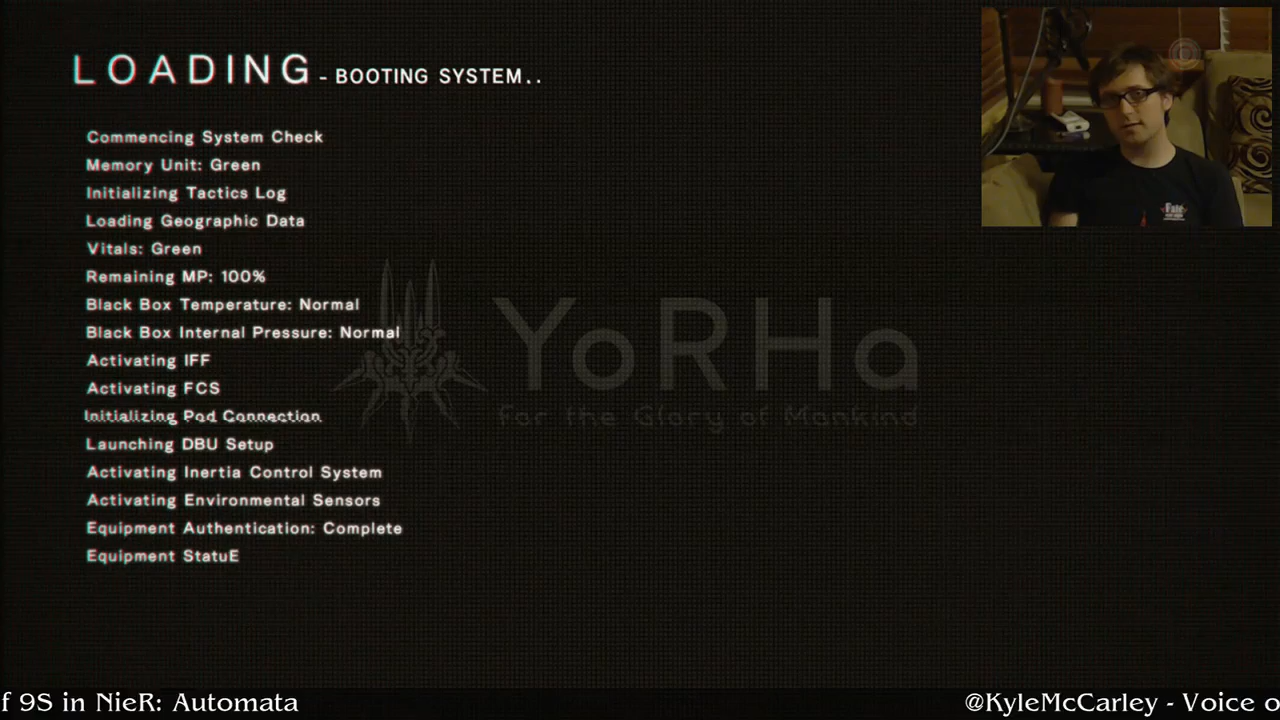 LOADING - BOOTING SYSTEM..
Commencing System Check
Memory Unit: Green
Initializing Tactics Log
Loading Geographic Data
Vitals: Green
Remaining MP: 100%
Black Box Temperature: Normal
Black Box Internal Pressure: Normal
Activating IFF
Activating FCS
Initializing Pod Connection
Launching DBU Setup
Activating Inertia Control System
Activating Environmental Sensors
Equipment Authentication: Complete
Equipment StatuE
YoRHa
For the Glory of Mankind
Fate
f 9S in NieR: Automata
@KyleMcCarley - Voice o